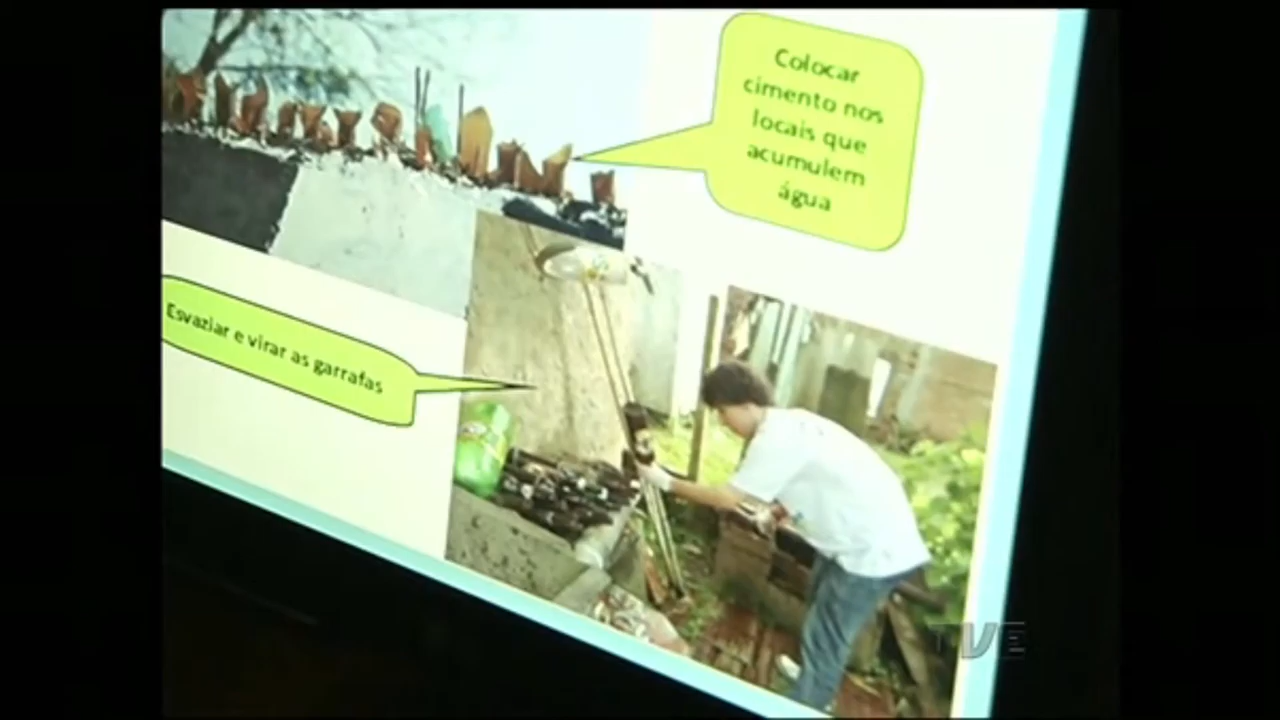 Colocar
cimento nos
locais que
acumulem
água
Esvaziar e virar as garrafas
TVE